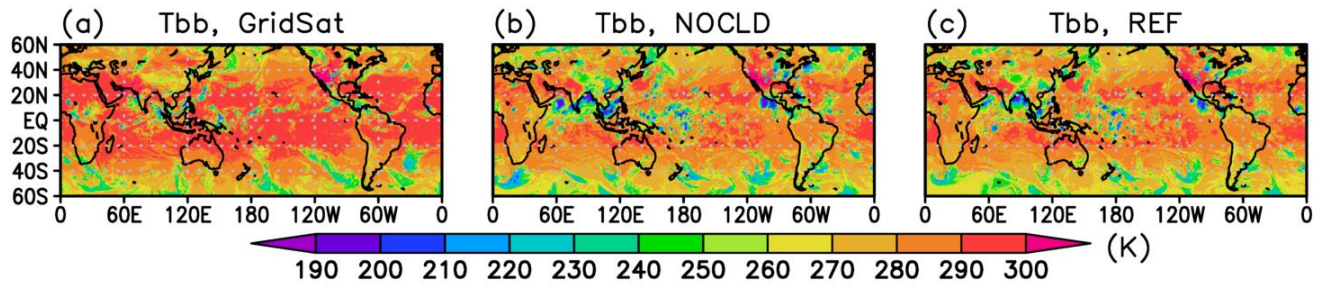 (a) Tbb, GridSat (b) Tbb, NOCLD (c) Tbb, REF
60N
40N
20N
EQ
20S
40S
60S
0 60E 120E 180 120W 60W 0 0 60E 120E 180 120W 60W 0 0 60E 120E 180 120W 60W 0
(K)
190 200 210 220 230 240 250 260 270 280 290 300